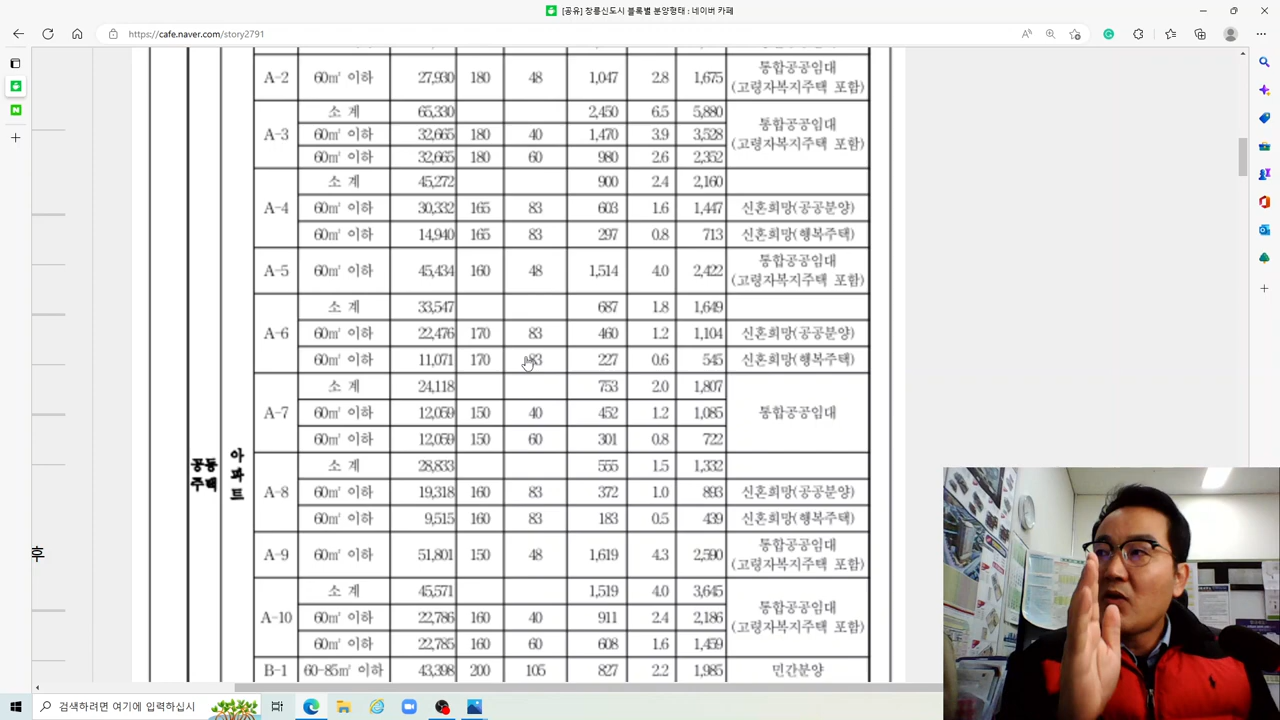 [공유] 창릉신도시 블록별 분양형태 : 네이버 카페
https://cafe.naver.com/story2791
A-2 60㎡ 이하 27,930 180 48 1,047 2.8 1,675 통합공공임대
(고령자복지주택 포함)
소 계 65,330 2,450 6.5 5,880
A-3 60㎡ 이하 32,665 180 40 1,470 3.9 3,528 통합공공임대
(고령자복지주택 포함)
60㎡ 이하 32,665 180 60 980 2.6 2,352
소 계 45,272 900 2.4 2,160
A-4 60㎡ 이하 30,332 165 83 603 1.6 1,447 신혼희망(공공분양)
60㎡ 이하 14,940 165 83 297 0.8 713 신혼희망(행복주택)
A-5 60㎡ 이하 45,434 160 48 1,514 4.0 2,422 통합공공임대
(고령자복지주택 포함)
소 계 33,547 687 1.8 1,649
A-6 60㎡ 이하 22,476 170 83 460 1.2 1,104 신혼희망(공공분양)
60㎡ 이하 11,071 170 83 227 0.6 545 신혼희망(행복주택)
소 계 24,118 753 2.0 1,807
A-7 60㎡ 이하 12,059 150 40 452 1.2 1,085 통합공공임대
60㎡ 이하 12,059 150 60 301 0.8 722
공동
주택
아
파
트
소 계 28,833 555 1.5 1,332
A-8 60㎡ 이하 19,318 160 83 372 1.0 893 신혼희망(공공분양)
60㎡ 이하 9,515 160 83 183 0.5 439 신혼희망(행복주택)
후
A-9 60㎡ 이하 51,801 150 48 1,619 4.3 2,590 통합공공임대
(고령자복지주택 포함)
소 계 45,571 1,519 4.0 3,645
A-10 60㎡ 이하 22,786 160 40 911 2.4 2,186 통합공공임대
(고령자복지주택 포함)
60㎡ 이하 22,785 160 60 608 1.6 1,459
B-1 60-85㎡ 이하 43,398 200 105 827 2.2 1,985 민간분양
검색하려면 여기에 입력하십시